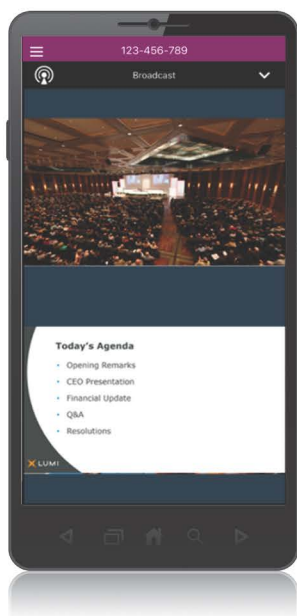 123-456-789
Broadcast
Today's Agenda
• Opening Remarks
• CEO Presentation
• Financial Update
• Q&A
• Resolutions
LUMI